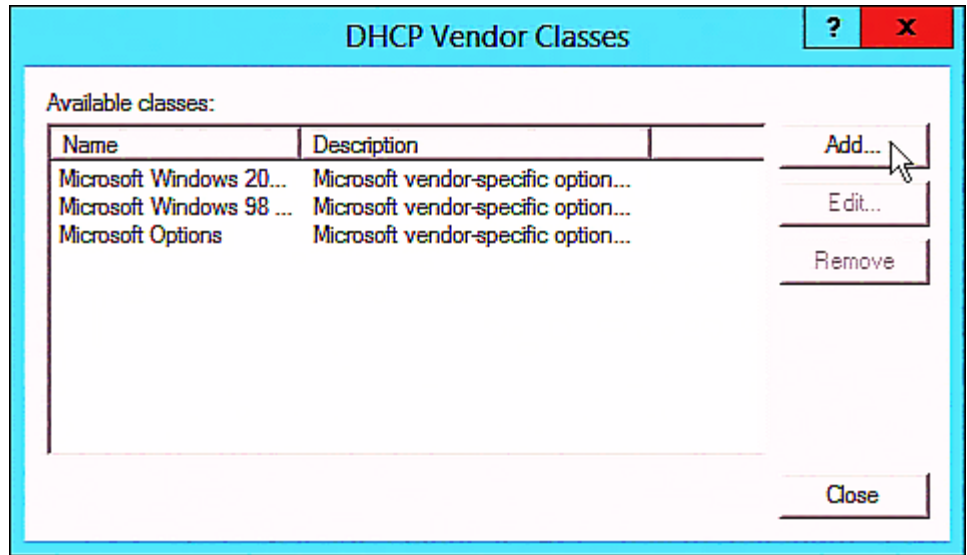 DHCP Vendor Classes ? x
Available classes:
Name Description Add...
Microsoft Windows 20... Microsoft vendor-specific option...
Microsoft Windows 98 ... Microsoft vendor-specific option... Edit...
Microsoft Options Microsoft vendor-specific option...
Remove
Close